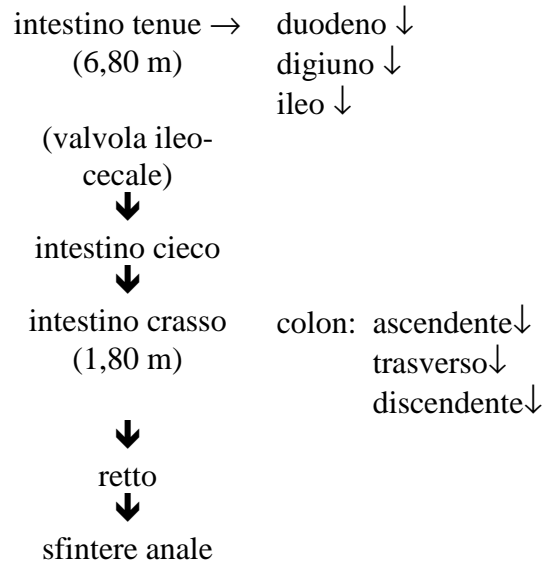 intestino tenue → duodeno ↓
(6,80 m) digiuno ↓
ileo ↓
(valvola ileo-
cecale)
🡻
intestino cieco
🡻
intestino crasso colon: ascendente↓
(1,80 m) trasverso↓
discendente↓
🡻
retto
🡻
sfintere anale